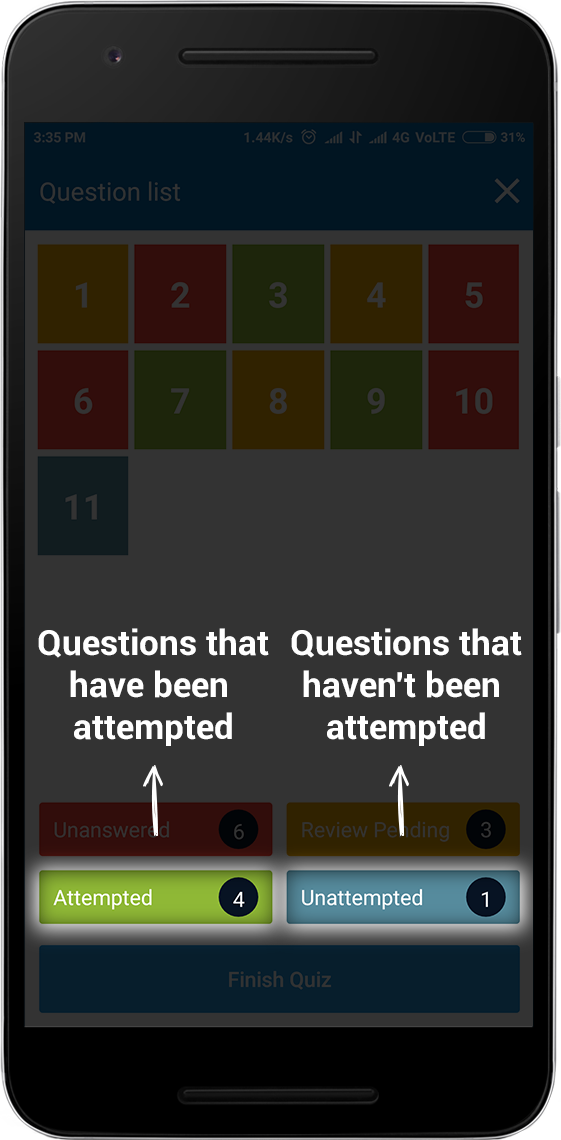 3:35 PM 1.44K/s 4G VoLTE 31%
Question list
1 2 3 4 5
6 7 8 9 10
11
Questions that
have been
attempted
Questions that
haven't been
attempted
Unanswered 6
Review Pending 3
Attempted 4
Unattempted 1
Finish Quiz